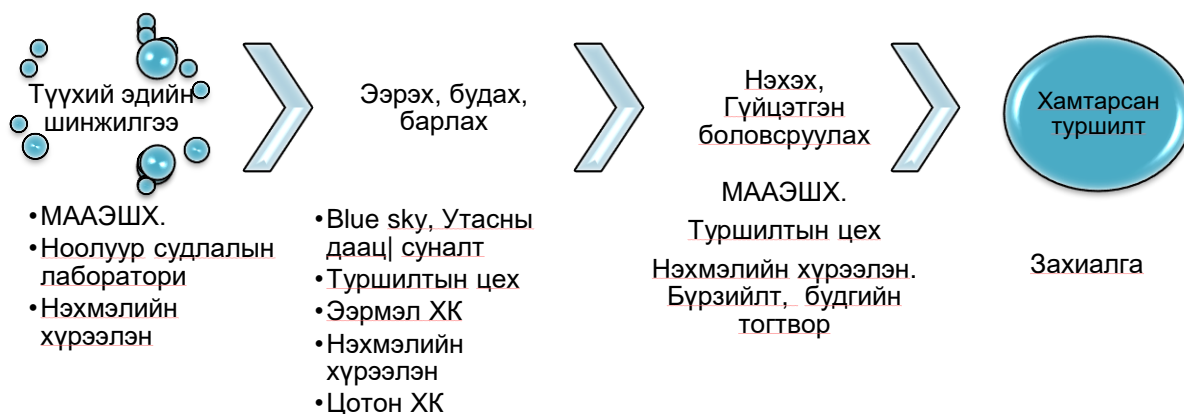 Түүхий эдийн
шинжилгээ
•МААЭШХ.
•Ноолуур судлалын
лаборатори
•Нэхмэлийн
хүрээлэн
Ээрэх, будах,
барлах
•Blue sky, Утасны
даац| суналт
•Туршилтын цех
•Ээрмэл ХК
•Нэхмэлийн
хүрээлэн
•Цотон ХК
Нэхэх,
Гүйцэтгэн
боловсруулах
МААЭШХ.
Туршилтын цех
Нэхмэлийн хүрээлэн.
Бүрзийлт, будгийн
тогтвор
Хамтарсан
туршилт
Захиалга